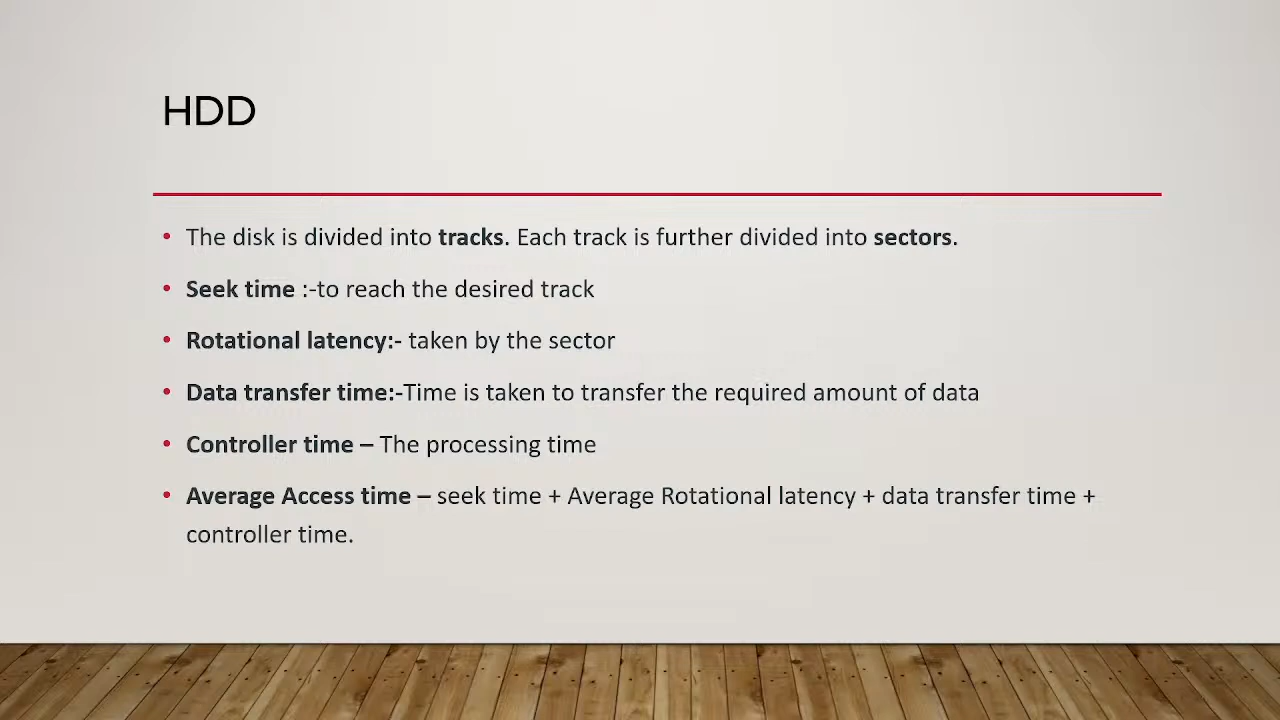 HDD
• The disk is divided into tracks. Each track is further divided into sectors.
• Seek time :-to reach the desired track
• Rotational latency:- taken by the sector
• Data transfer time:-Time is taken to transfer the required amount of data
• Controller time – The processing time
• Average Access time – seek time + Average Rotational latency + data transfer time +
controller time.